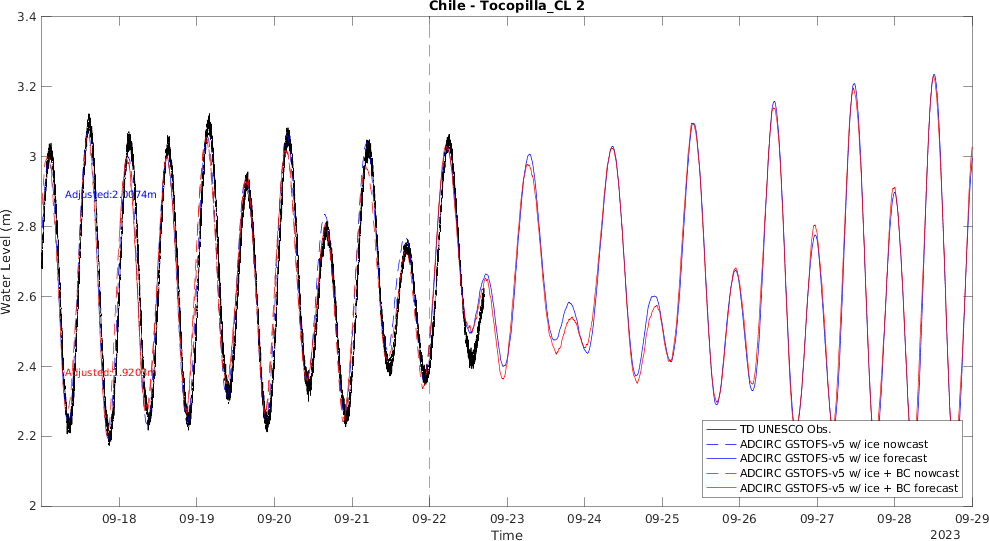 Chile - Tocopilla_CL 2
3.4
3.2
3
2.8
2.6
2.4
2.2
2
Water Level (m)
Adjusted:2.0074m
Adjusted:1.9203m
TD UNESCO Obs.
ADCIRC GSTOFS-v5 w/ ice nowcast
ADCIRC GSTOFS-v5 w/ ice forecast
ADCIRC GSTOFS-v5 w/ ice + BC nowcast
ADCIRC GSTOFS-v5 w/ ice + BC forecast
09-18 09-19 09-20 09-21 09-22 09-23 09-24 09-25 09-26 09-27 09-28 09-29
Time
2023